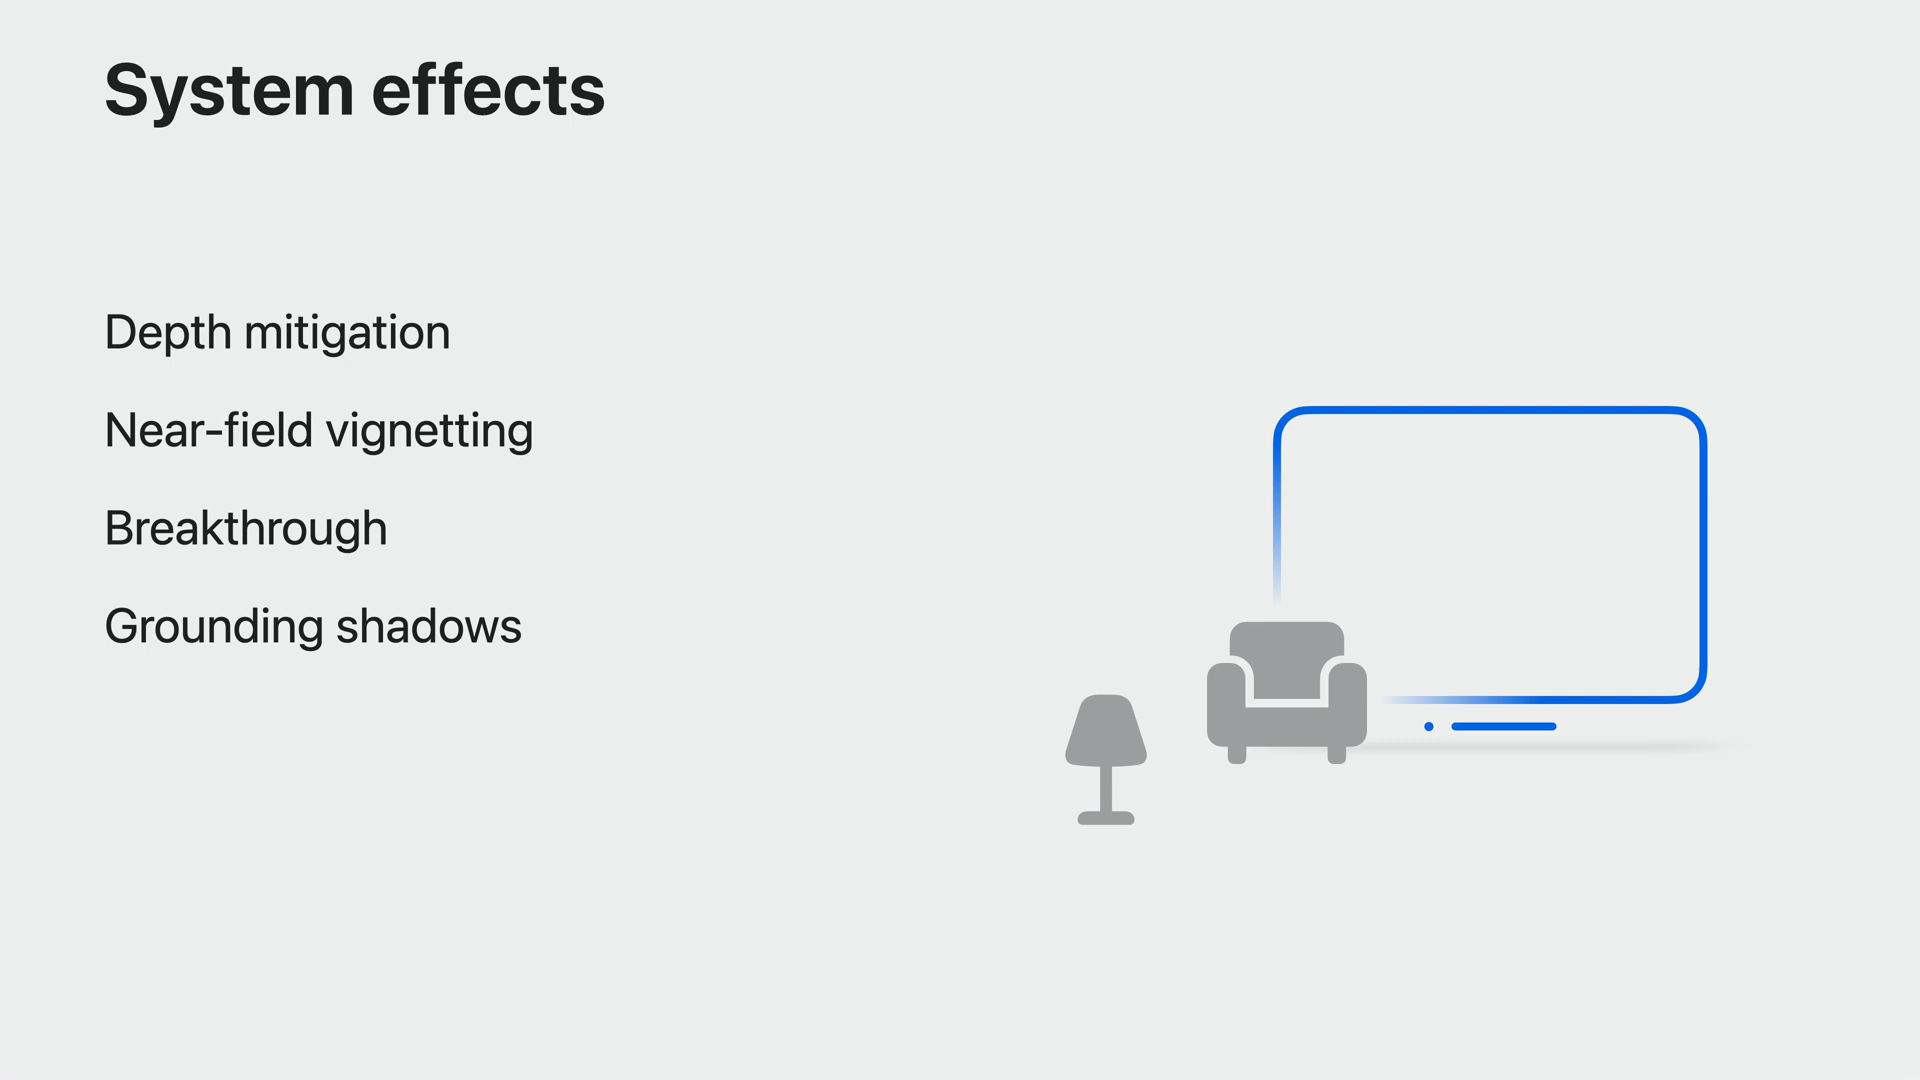 System effects
Depth mitigation
Near-field vignetting
Breakthrough
Grounding shadows